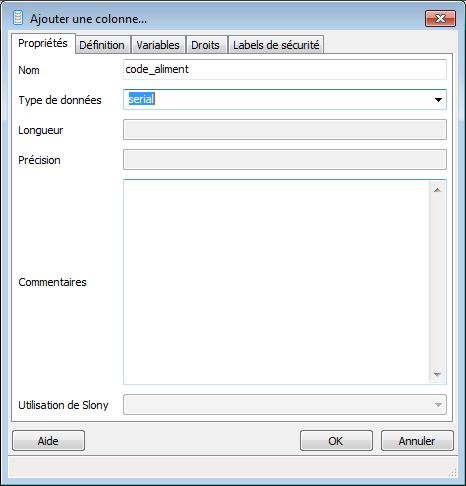 Ajouter une colonne...
Propriétés Définition Variables Droits Labels de sécurité
Nom code_aliment
Type de données serial
Longueur
Précision
Commentaires
Utilisation de Slony
Aide OK Annuler